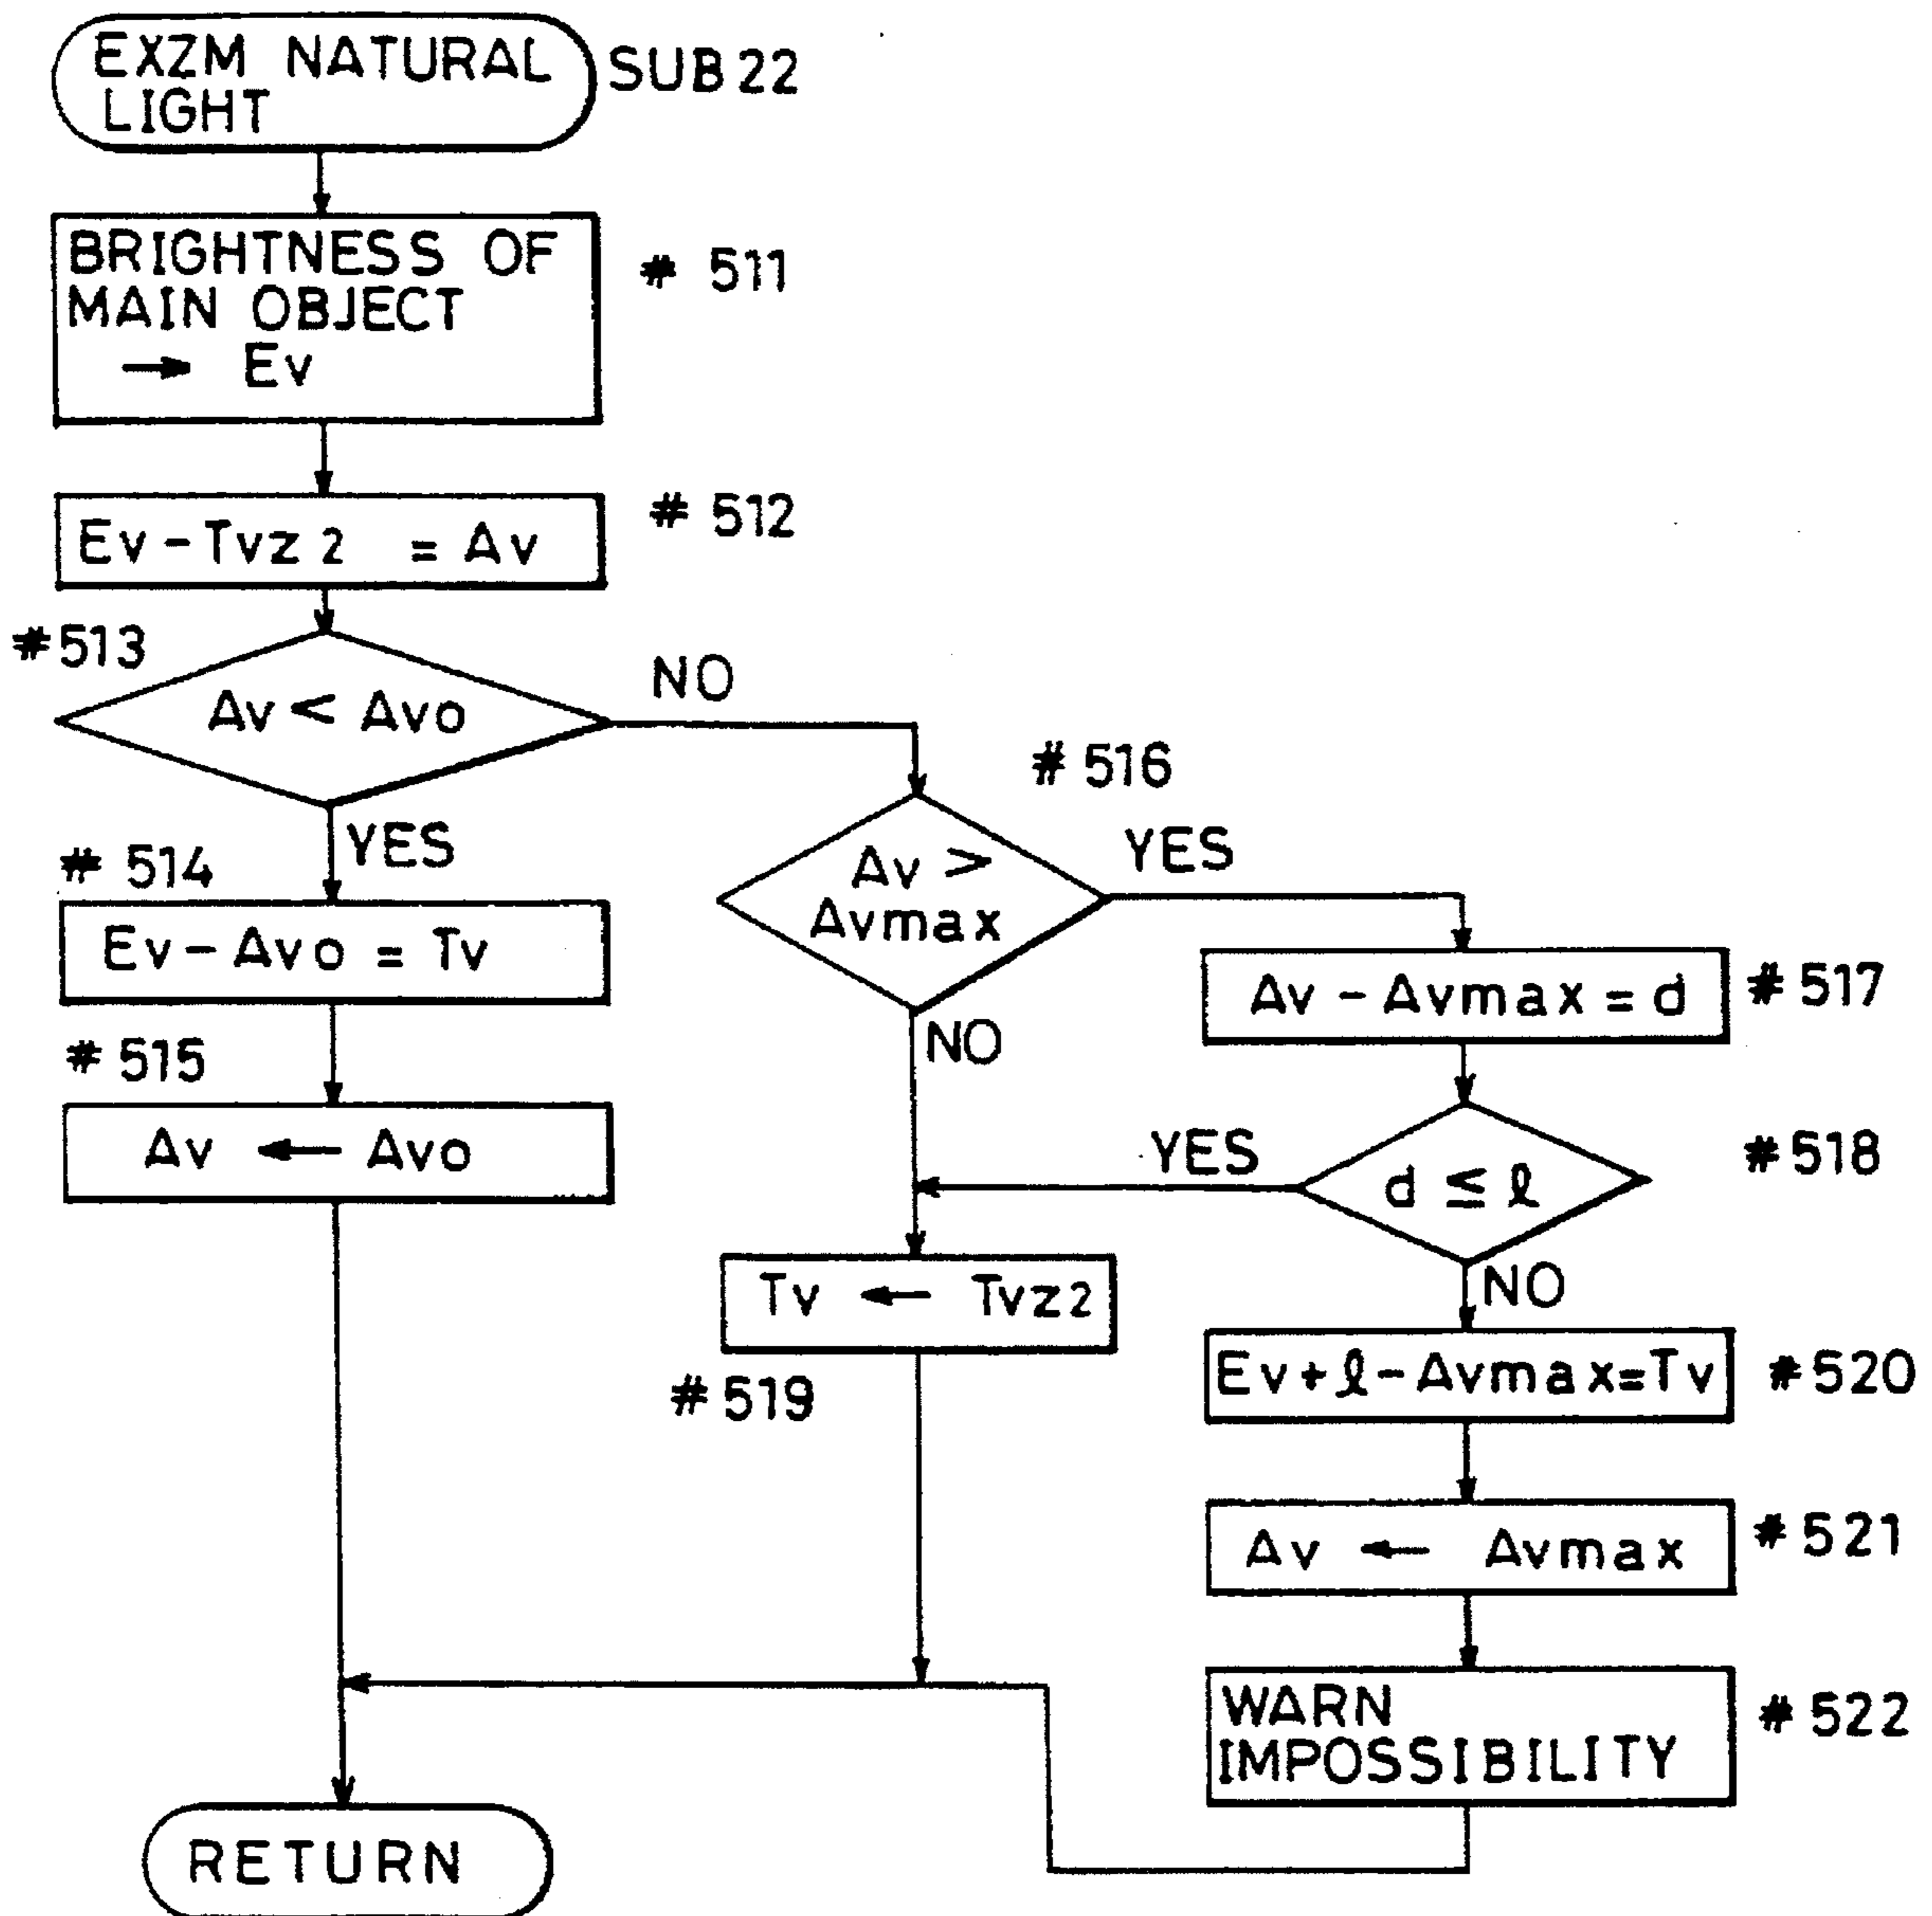 EXZM NATURAL
LIGHT
SUB 22
BRIGHTNESS OF
MAIN OBJECT
→ Ev
# 511
Ev-Tvz2 = Av
# 512
#513
Av < Avo
NO
YES
# 514
Ev-Avo = Tv
# 515
Av ← Avo
# 516
Av >
Avmax
YES
NO
Av - Avmax = d
# 517
d ≤ ℓ
# 518
YES
NO
Tv ← Tvz2
# 519
Ev+ℓ-Avmax=Tv
# 520
Av ← Avmax
# 521
WARN
IMPOSSIBILITY
# 522
RETURN